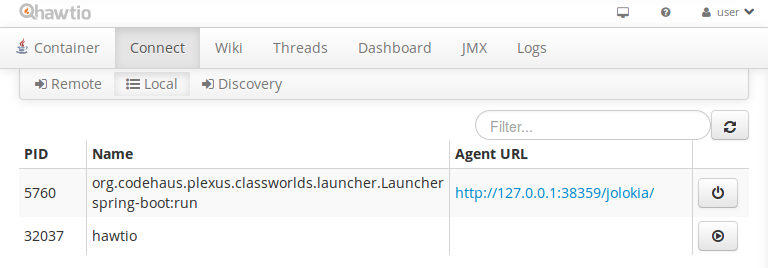 hawtio
user
Container Connect Wiki Threads Dashboard JMX Logs
Remote Local Discovery
Filter...
PID Name Agent URL
5760 org.codehaus.plexus.classworlds.launcher.Launcher http://127.0.0.1:38359/jolokia/
spring-boot:run
32037 hawtio